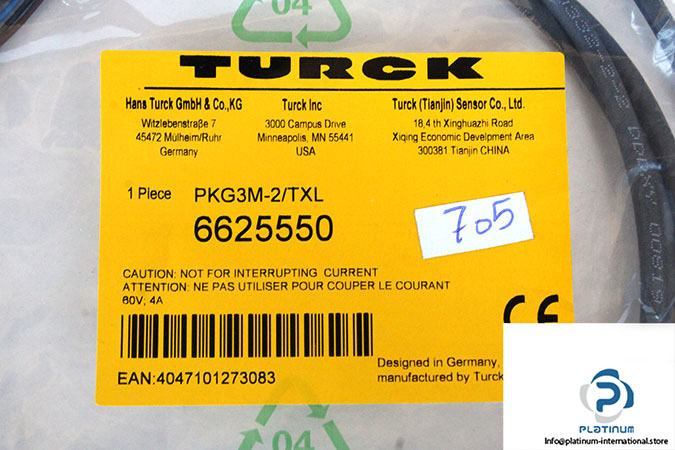 04
TURCK
Hans Turck GmbH & Co.,KG
Witzlebenstraße 7
45472 Mülheim/Ruhr
Germany
Turck Inc
3000 Campus Drive
Minneapolis, MN 55441
USA
Turck (Tianjin) Sensor Co., Ltd.
18,4 th Xinghuazhi Road
Xiqing Economic Develpment Area
300381 Tianjin CHINA
1 Piece PKG3M-2/TXL
6625550
705
CAUTION: NOT FOR INTERRUPTING CURRENT
ATTENTION: NE PAS UTILISER POUR COUPER LE COURANT
60V; 4A
CE
EAN:4047101273083
Designed in Germany,
manufactured by Turck
04
PLATINUM
Info@platinum-international.store